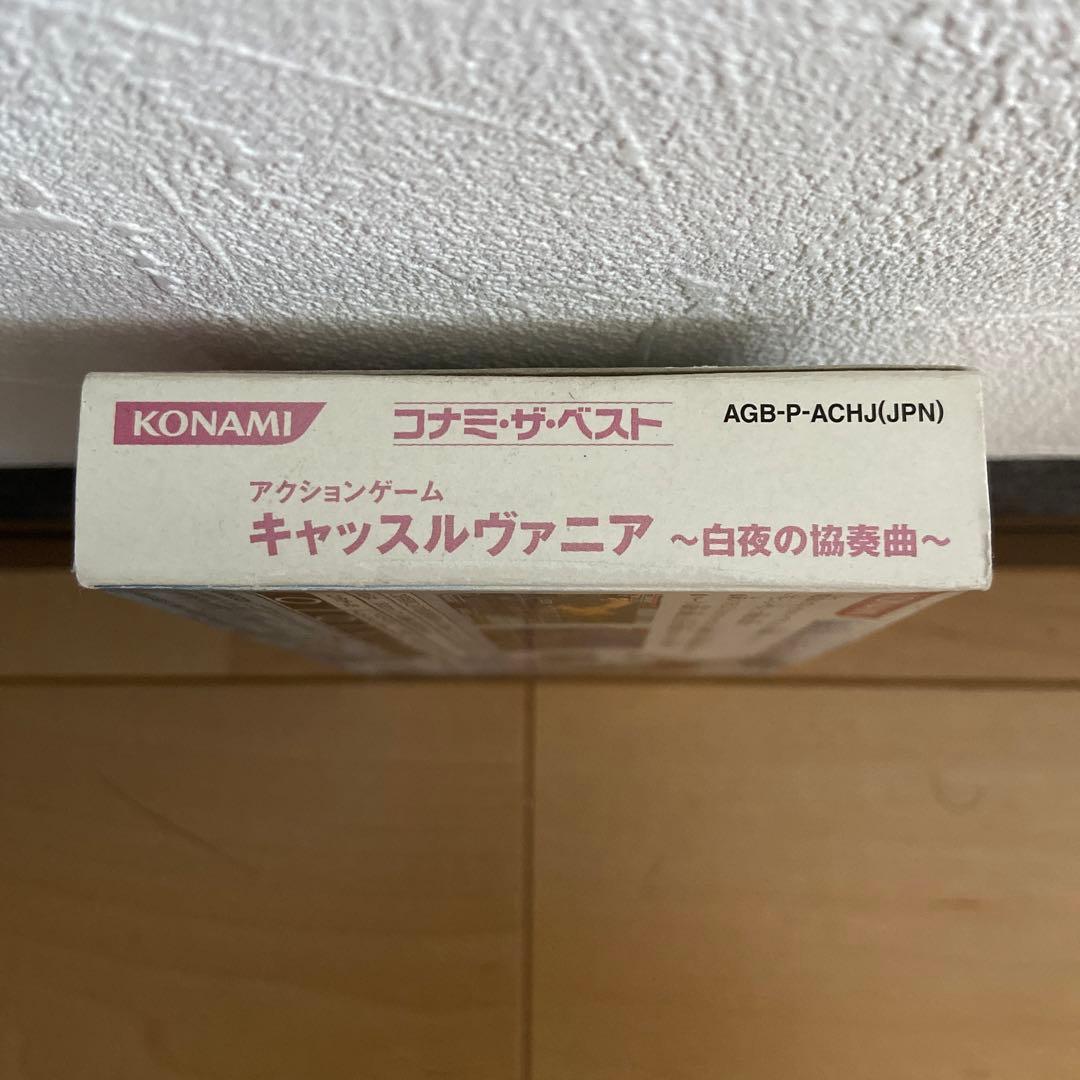 KONAMI コナミ・ザ・ベスト AGB-P-ACHJ(JPN)
アクションゲーム
キャッスルヴァニア 〜白夜の協奏曲〜